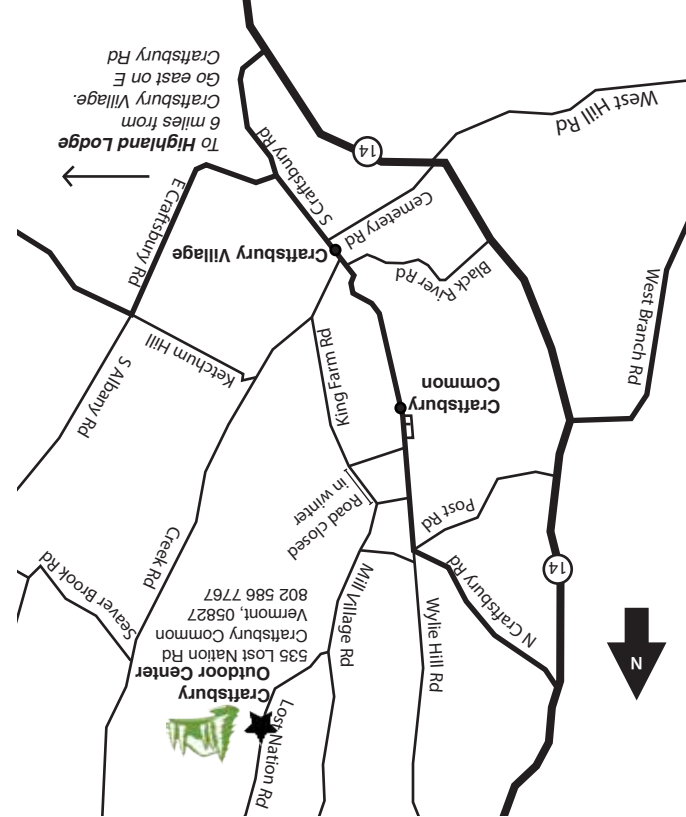 Lost Nation Rd
Craftsbury
Outdoor Center
535 Lost Nation Rd
Craftsbury Common
Vermont, 05827
802 586 7767
N
Wylie Hill Rd
Mill Village Rd
N Craftsbury Rd
Seaver Brook Rd
Creek Rd
14
Post Rd
Road closed
in winter
Craftsbury
Common
King Farm Rd
Ketchum Hill
S Albany Rd
West Branch Rd
Black River Rd
Craftsbury Village
E Craftsbury Rd
Cemetery Rd
S Craftsbury Rd
14
West Hill Rd
To Highland Lodge
6 miles from
Craftsbury Village.
Go east on E
Craftsbury Rd